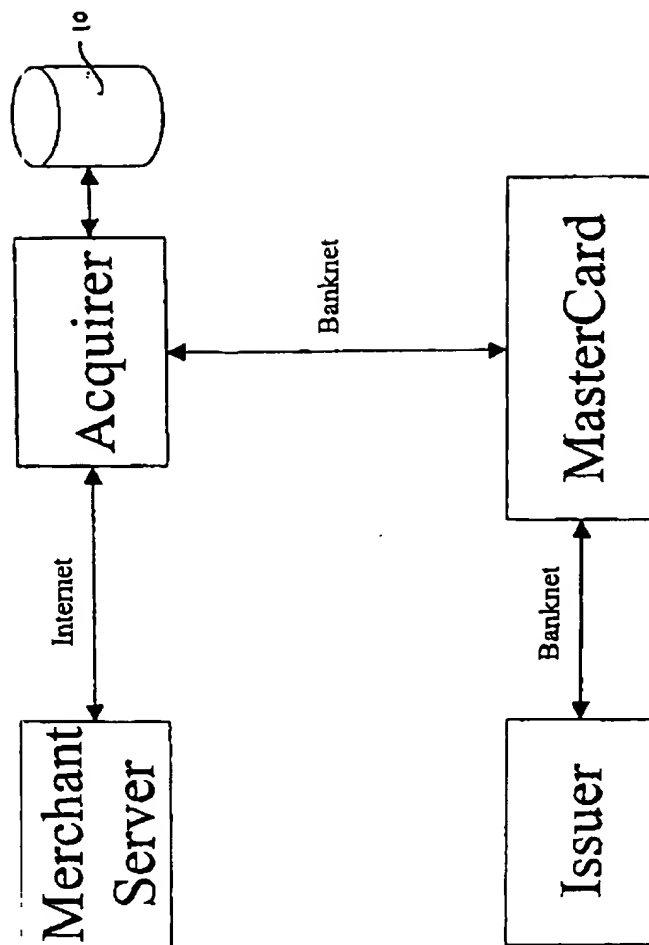 Merchant
Server
Internet
Acquirer
10
Banknet
Issuer
Banknet
MasterCard